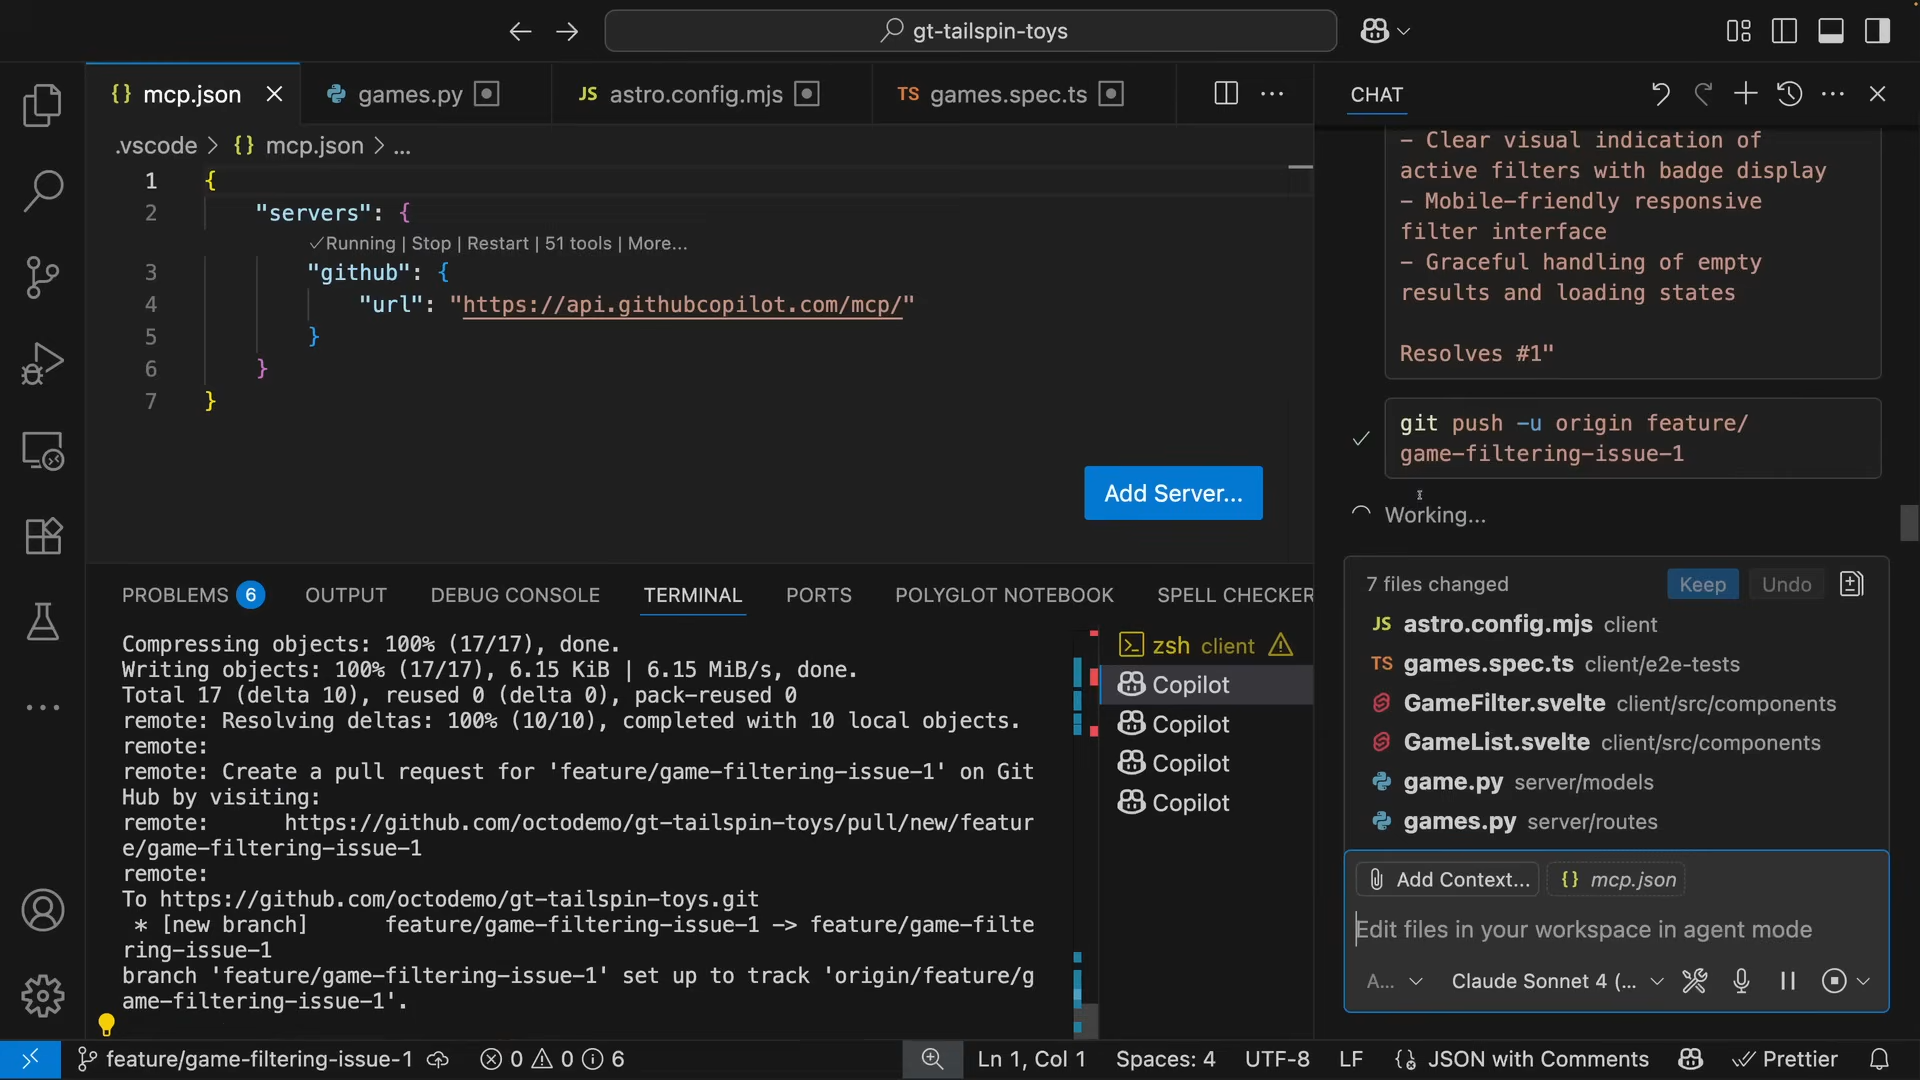 gt-tailspin-toys
{} mcp.json
games.py
JS astro.config.mjs
TS games.spec.ts
CHAT
.vscode > {} mcp.json > ...
1 {
2 "servers": {
✓Running | Stop | Restart | 51 tools | More...
3 "github": {
4 "url": "https://api.githubcopilot.com/mcp/"
5 }
6 }
7 }
Add Server...
PROBLEMS 6
OUTPUT
DEBUG CONSOLE
TERMINAL
PORTS
POLYGLOT NOTEBOOK
SPELL CHECKER
Compressing objects: 100% (17/17), done.
Writing objects: 100% (17/17), 6.15 KiB | 6.15 MiB/s, done.
Total 17 (delta 10), reused 0 (delta 0), pack-reused 0
remote: Resolving deltas: 100% (10/10), completed with 10 local objects.
remote:
remote: Create a pull request for 'feature/game-filtering-issue-1' on Git
Hub by visiting:
remote:      https://github.com/octodemo/gt-tailspin-toys/pull/new/featur
e/game-filtering-issue-1
remote:
To https://github.com/octodemo/gt-tailspin-toys.git
 * [new branch]      feature/game-filtering-issue-1 -> feature/game-filte
ring-issue-1
branch 'feature/game-filtering-issue-1' set up to track 'origin/feature/g
ame-filtering-issue-1'.
zsh client
Copilot
Copilot
Copilot
Copilot
- Clear visual indication of
active filters with badge display
- Mobile-friendly responsive
filter interface
- Graceful handling of empty
results and loading states
Resolves #1"
git push -u origin feature/
game-filtering-issue-1
Working...
7 files changed
Keep
Undo
JS astro.config.mjs client
TS games.spec.ts client/e2e-tests
GameFilter.svelte client/src/components
GameList.svelte client/src/components
game.py server/models
games.py server/routes
Add Context...
{} mcp.json
Edit files in your workspace in agent mode
A...
Claude Sonnet 4 (...
feature/game-filtering-issue-1
0
0
6
Ln 1, Col 1
Spaces: 4
UTF-8
LF
JSON with Comments
Prettier